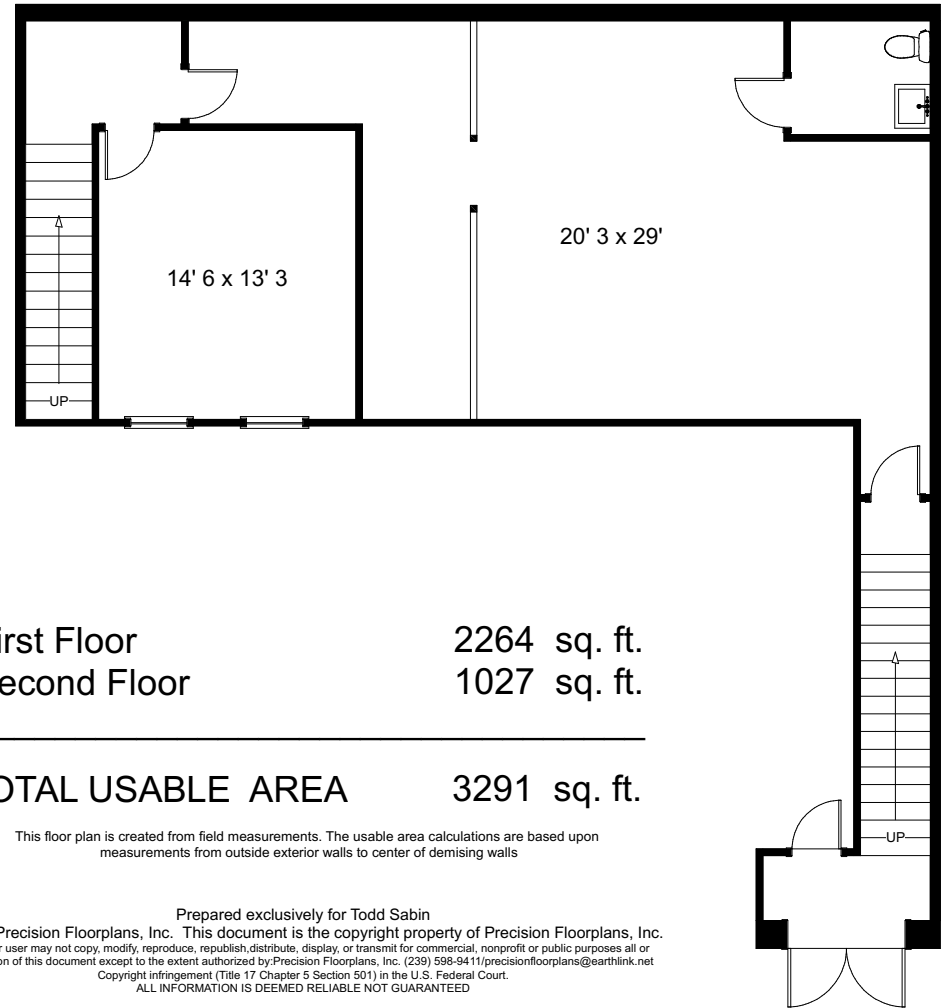 20' 3 x 29'
14' 6 x 13' 3
UP
irst Floor 2264 sq. ft.
econd Floor 1027 sq. ft.
OTAL USABLE AREA 3291 sq. ft.
This floor plan is created from field measurements. The usable area calculations are based upon
measurements from outside exterior walls to center of demising walls
UP
Prepared exclusively for Todd Sabin
Precision Floorplans, Inc. This document is the copyright property of Precision Floorplans, Inc.
r user may not copy, modify, reproduce, republish,distribute, display, or transmit for commercial, nonprofit or public purposes all or
on of this document except to the extent authorized by:Precision Floorplans, Inc. (239) 598-9411/precisionfloorplans@earthlink.net
Copyright infringement (Title 17 Chapter 5 Section 501) in the U.S. Federal Court.
ALL INFORMATION IS DEEMED RELIABLE NOT GUARANTEED